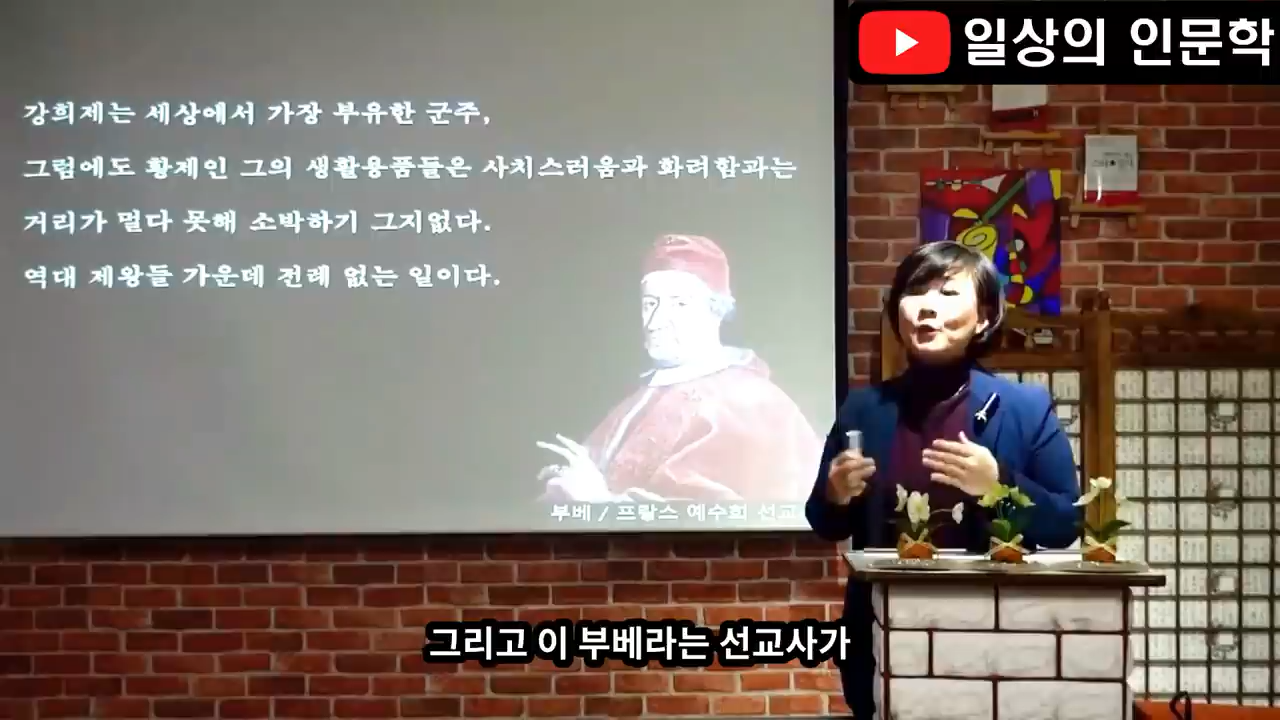 일상의 인문학
강희제는 세상에서 가장 부유한 군주,
그럼에도 황제인 그의 생활용품들은 사치스러움과 화려함과는
거리가 멀다 못해 소박하기 그지없다.
역대 제왕들 가운데 전례 없는 일이다.
부베 / 프랑스 예수회 선교
그리고 이 부베라는 선교사가